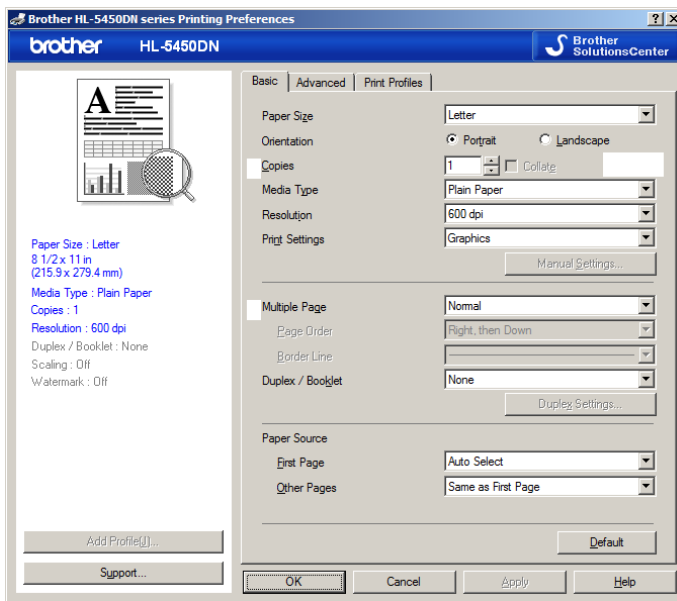 Brother HL-5450DN series Printing Preferences
brother HL-5450DN Brother SolutionsCenter
A
Paper Size : Letter
8 1/2 x 11 in
(215.9 x 279.4 mm)
Media Type : Plain Paper
Copies : 1
Resolution : 600 dpi
Duplex / Booklet : None
Scaling : Off
Watermark : Off
Add Profile(J)...
Support...
Basic Advanced Print Profiles
Paper Size Letter
Orientation Portrait Landscape
Copies 1 Collate
Media Type Plain Paper
Resolution 600 dpi
Print Settings Graphics
Manual Settings...
Multiple Page Normal
Page Order Right, then Down
Border Line
Duplex / Booklet None
Duplex Settings...
Paper Source
First Page Auto Select
Other Pages Same as First Page
Default
OK Cancel Apply Help